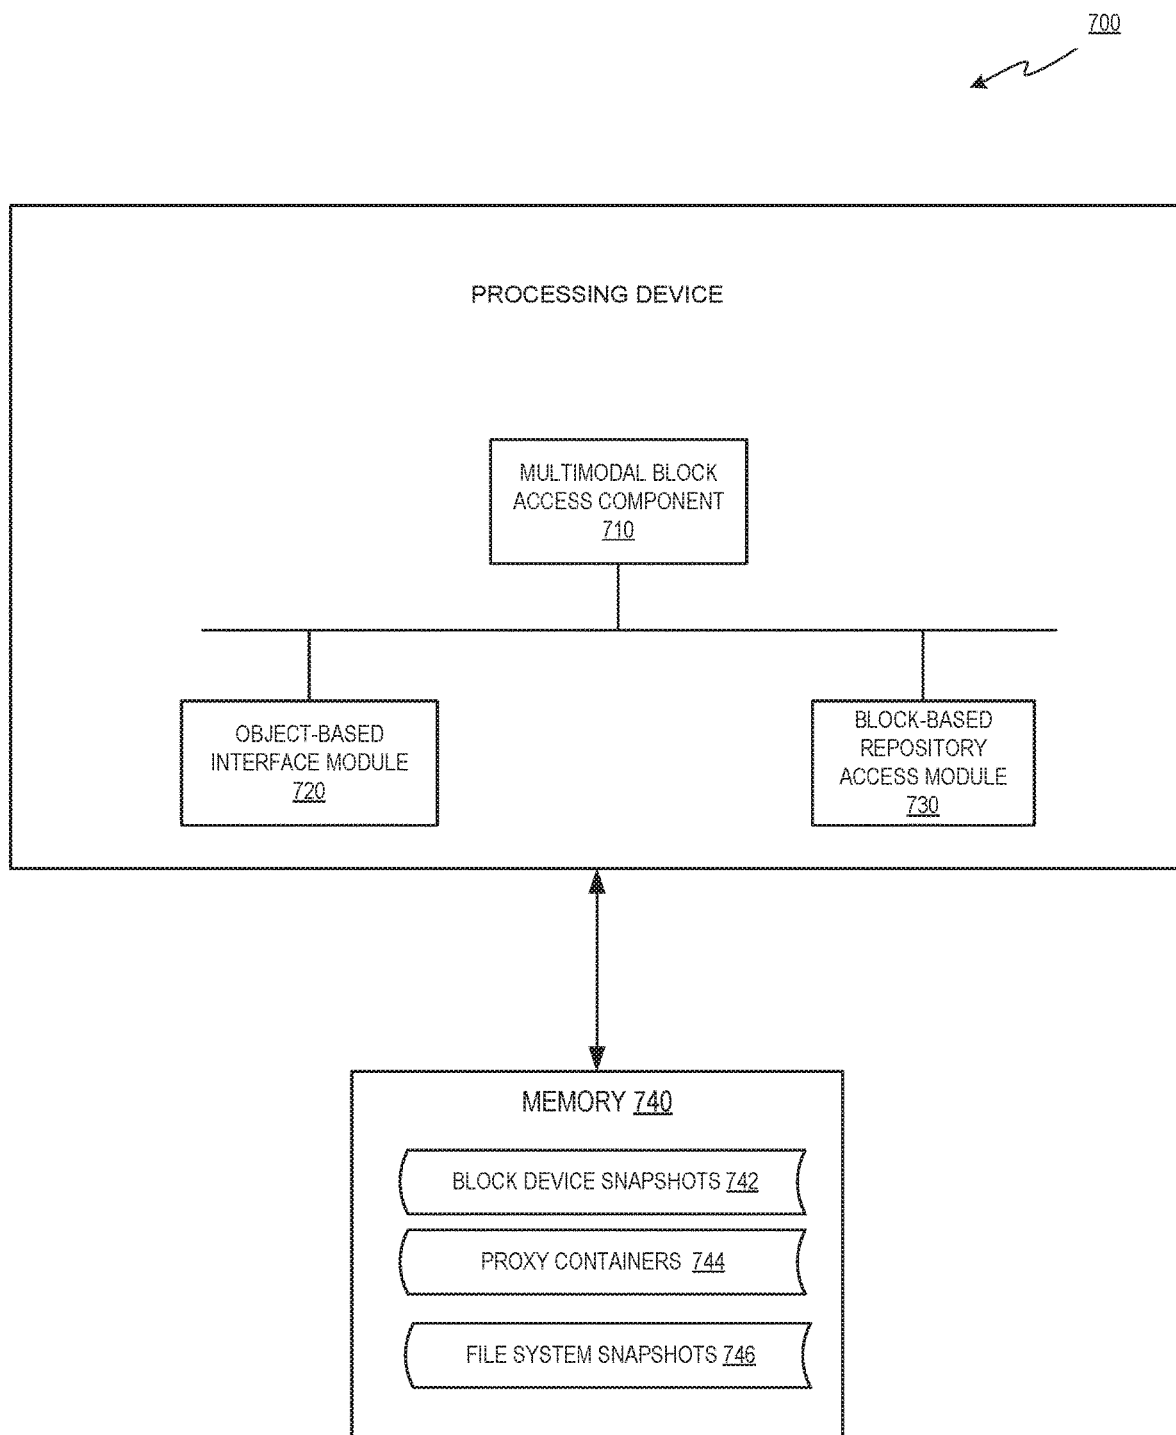 700
PROCESSING DEVICE
MULTIMODAL BLOCK
ACCESS COMPONENT
710
OBJECT-BASED
INTERFACE MODULE
720
BLOCK-BASED
REPOSITORY
ACCESS MODULE
730
MEMORY 740
BLOCK DEVICE SNAPSHOTS 742
PROXY CONTAINERS 744
FILE SYSTEM SNAPSHOTS 746